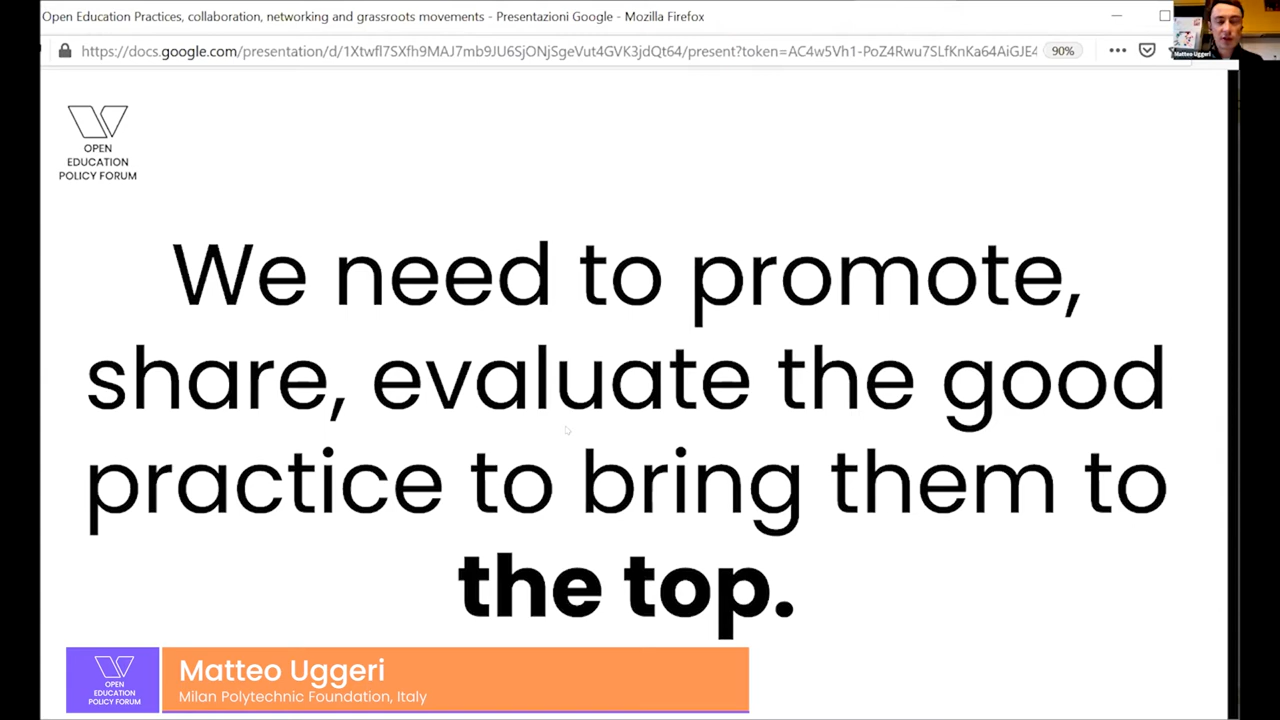 Open Education Practices, collaboration, networking and grassroots movements - Presentazioni Google - Mozilla Firefox
https://docs.google.com/presentation/d/1Xtwfl7SXfh9MAJ7mb9JU6SjONjSgeVut4GVK3jdQt64/present?token=AC4w5Vh1-PoZ4Rwu7SLfKnKa64AiGJE4
90%
Matteo Uggeri
OPEN
EDUCATION
POLICY FORUM
We need to promote,
share, evaluate the good
practice to bring them to
the top.
OPEN
EDUCATION
POLICY FORUM
Matteo Uggeri
Milan Polytechnic Foundation, Italy